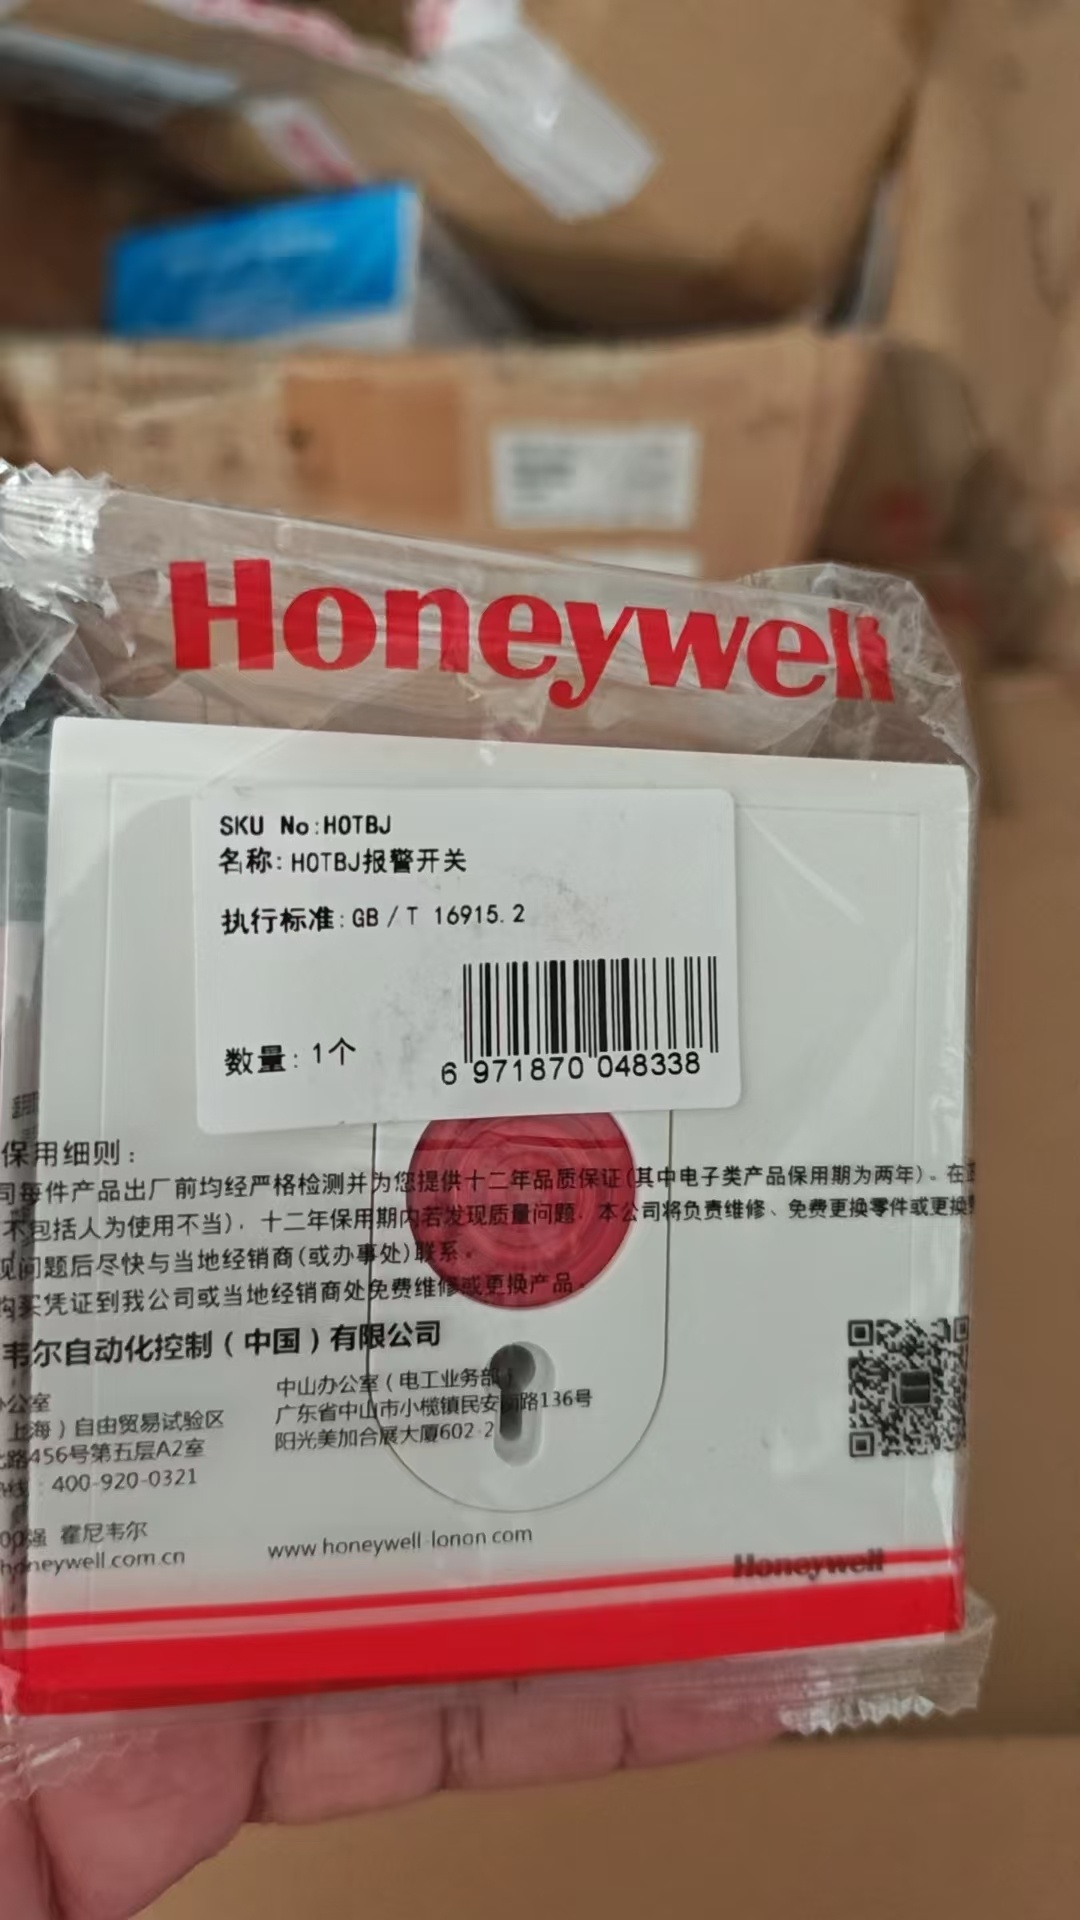 Honeywell
SKU No:HOTBJ
名称: HOTBJ报警开关
执行标准: GB/T 16915.2
数量: 1个
6 971870 048338
保用细则:
司每件产品出厂前均经严格检测并为您提供十二年品质保证(其中电子类产品保用期为两年)。在
不包括人为使用不当)，十二年保用期内若发现质量问题，本公司将负责维修、免费更换零件或更换
现问题后尽快与当地经销商(或办事处)联系。
购买凭证到我公司或当地经销商处免费维修或更换产品。
韦尔自动化控制(中国)有限公司
办公室
上海）自由贸易试验区
路456号第五层A2室
热线: 400-920-0321
中山办公室(电工业务部)
广东省中山市小榄镇民安 路136号
阳光美加合展大厦602-2
00强 霍尼韦尔
honeywell.com.cn
www honeywell-lonon com
Honeywell